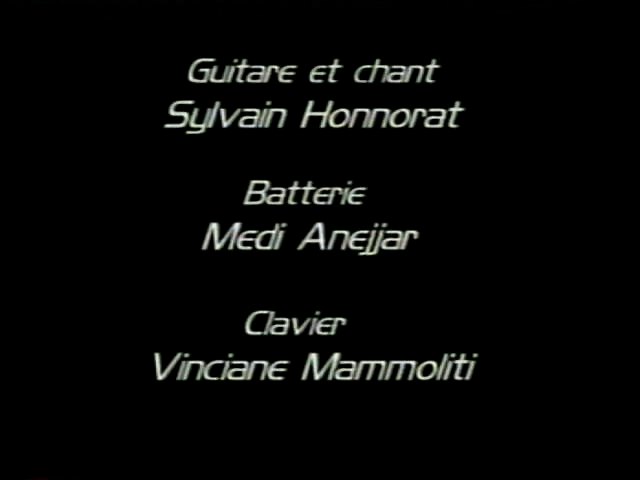 Guitare et chant
Sylvain Honnorat
Batterie
Medi Anejjar
Clavier
Vinciane Mammoliti